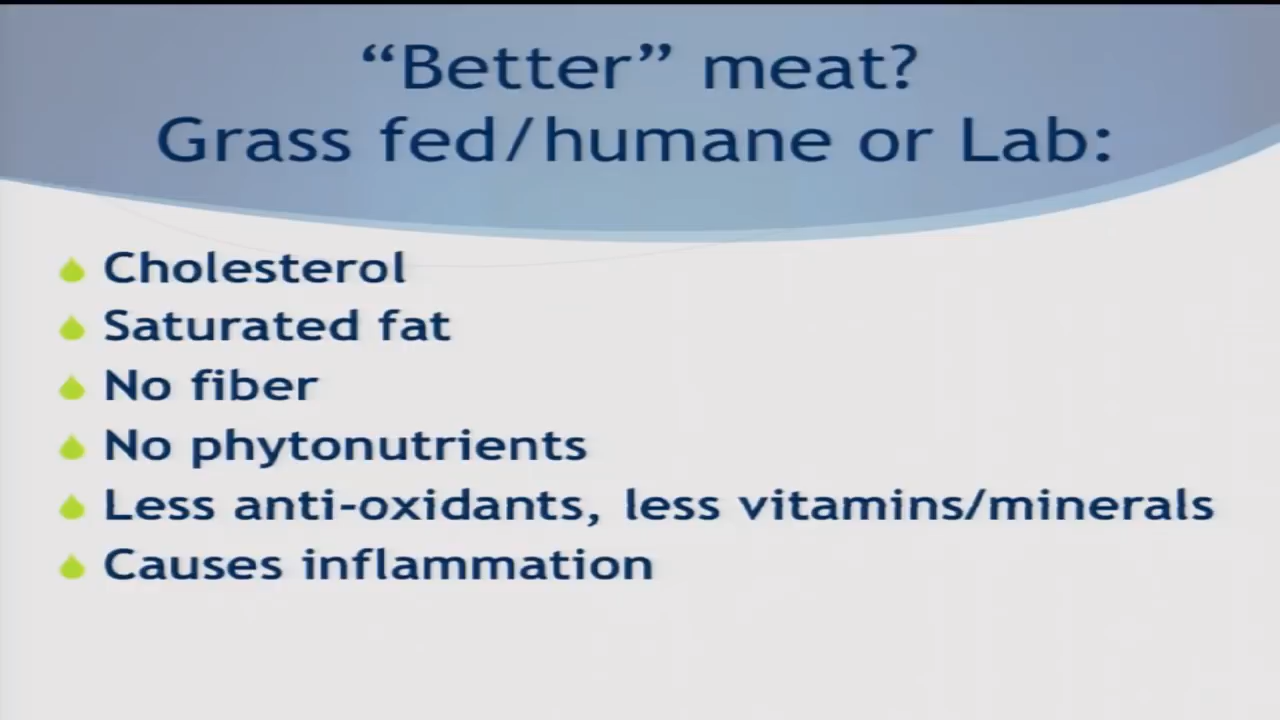 “Better” meat?
Grass fed/humane or Lab:
Cholesterol
Saturated fat
No fiber
No phytonutrients
Less anti-oxidants, less vitamins/minerals
Causes inflammation